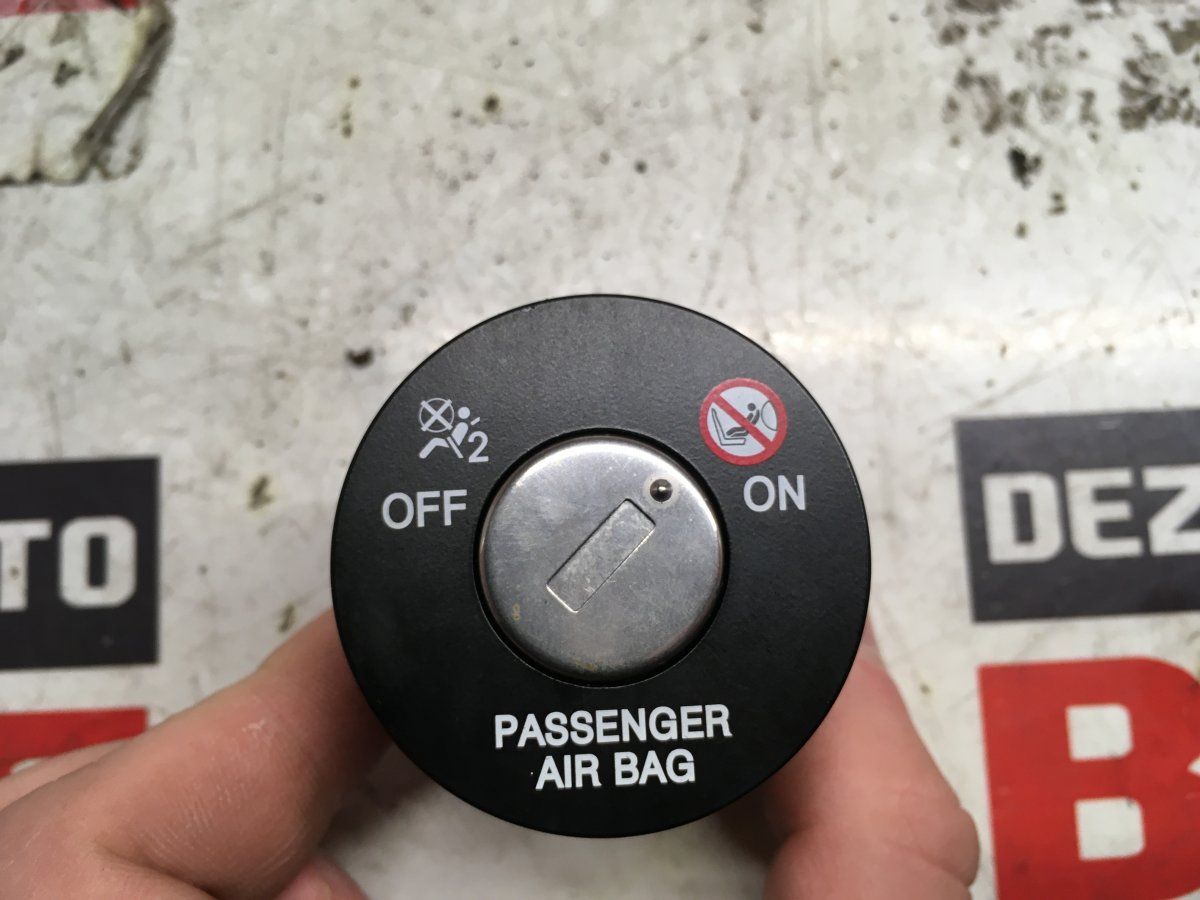 2
OFF
ON
PASSENGER
AIR BAG
TO
DEZ
B